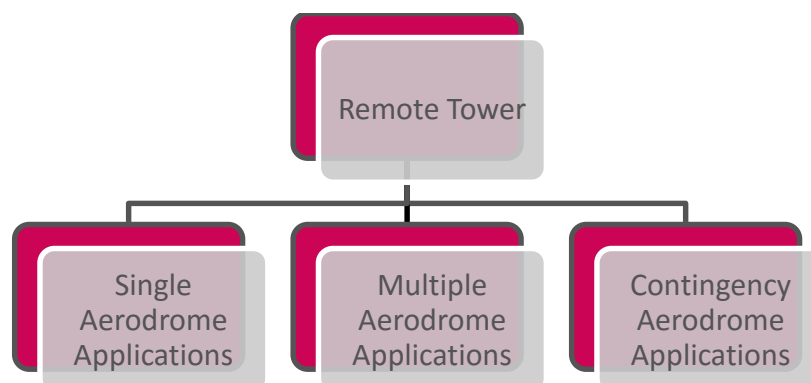 Remote Tower
Single
Aerodrome
Applications
Multiple
Aerodrome
Applications
Contingency
Aerodrome
Applications